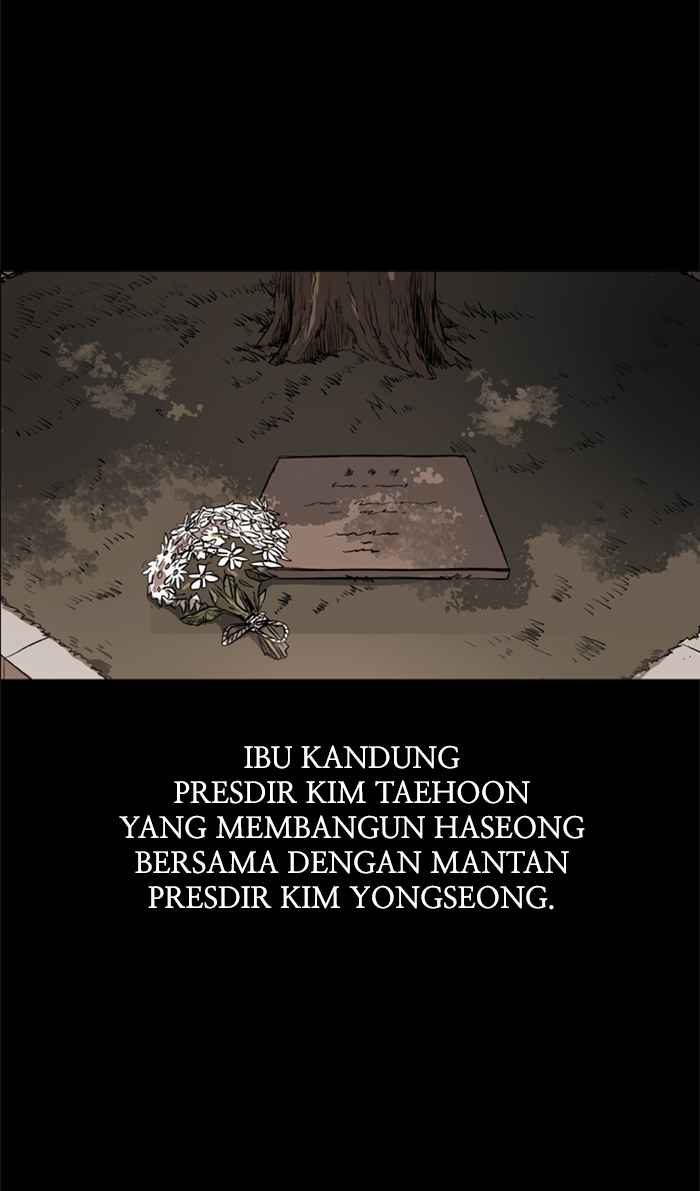 IBU KANDUNG
PRESDIR KIM TAEHOON
YANG MEMBANGUN HASEONG
BERSAMA DENGAN MANTAN
PRESDIR KIM YONGSEONG.